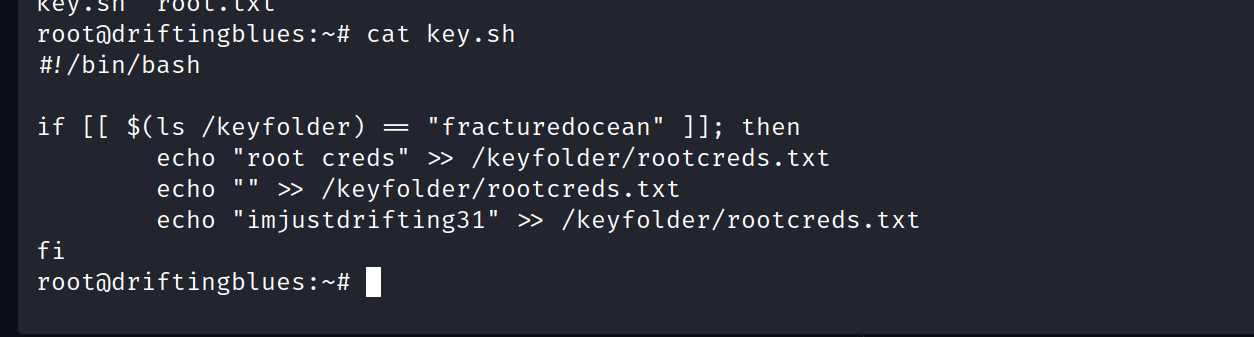 key.sh  root.txt
root@driftingblues:~# cat key.sh
#!/bin/bash

if [[ $(ls /keyfolder) == "fracturedocean" ]]; then
        echo "root creds" >> /keyfolder/rootcreds.txt
        echo "" >> /keyfolder/rootcreds.txt
        echo "imjustdrifting31" >> /keyfolder/rootcreds.txt
fi
root@driftingblues:~#